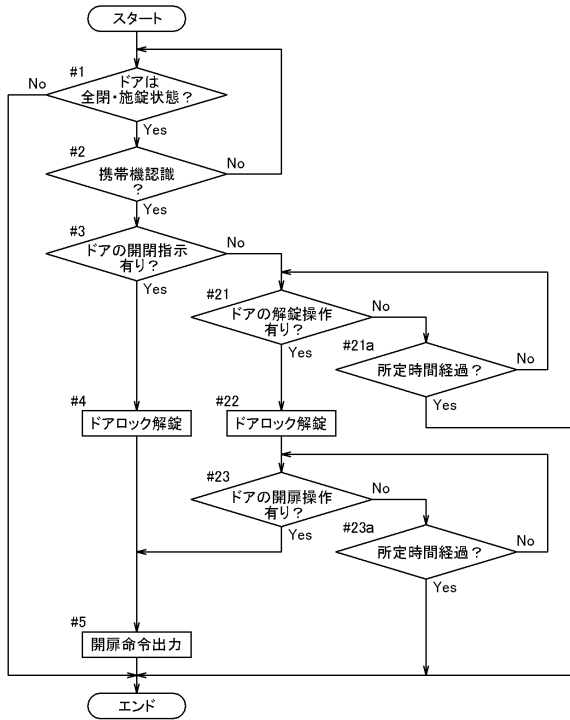 スタート
#1
ドアは
全閉・施錠状態？
No
Yes
#2
携帯機認識
？
No
Yes
#3
ドアの開閉指示
有り？
No
Yes
#21
ドアの解錠操作
有り？
No
Yes
#21a
所定時間経過？
No
Yes
#4
ドアロック解錠
#22
ドアロック解錠
#23
ドアの開扉操作
有り？
No
Yes
#23a
所定時間経過？
No
Yes
#5
開扉命令出力
エンド